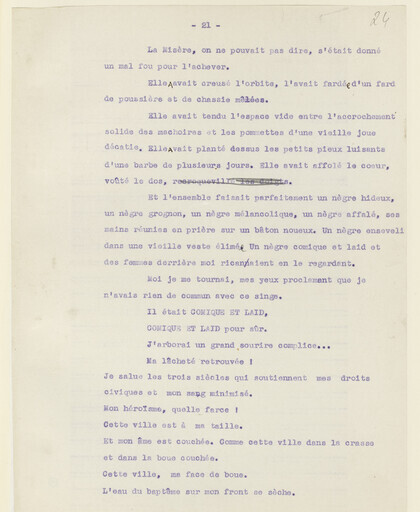 - 21 -
24
La Misère, on ne pouvait pas dire, s'était donné
un mal fou pour l'achever.
Elle avait creusé l'orbite, l'avait fardée d'un fard
de poussière et de chassie mêlées.
Elle avait tendu l'espace vide entre l'accrochement
solide des machoires et les pommettes d'une vieille joue
décatie. Elle avait planté dessus les petits pieux luisants
d'une barbe de plusieurs jours. Elle avait affolé le coeur,
voûté le dos, recroquevillé les doigts.
Et l'ensemble faisait parfaitement un nègre hideux,
un nègre grognon, un nègre mélancolique, un nègre affalé, ses
mains réunies en prière sur un bâton noueux. Un nègre enseveli
dans une vieille veste élimée. Un nègre comique et laid et
des femmes derrière moi ricanaient en le regardant.
Moi je me tournai, mes yeux proclamant que je
n'avais rien de commun avec ce singe.
Il était COMIQUE ET LAID,
COMIQUE ET LAID pour sûr.
J'arborai un grand sourire complice...
Ma lâcheté retrouvée !
Je salue les trois siècles qui soutiennent mes droits
civiques et mon sang minimisé.
Mon héroïsme, quelle farce !
Cette ville est à ma taille.
Et mon âme est couchée. Comme cette ville dans la crasse
et dans la boue couchée.
Cette ville, ma face de boue.
L'eau du baptême sur mon front se sèche.